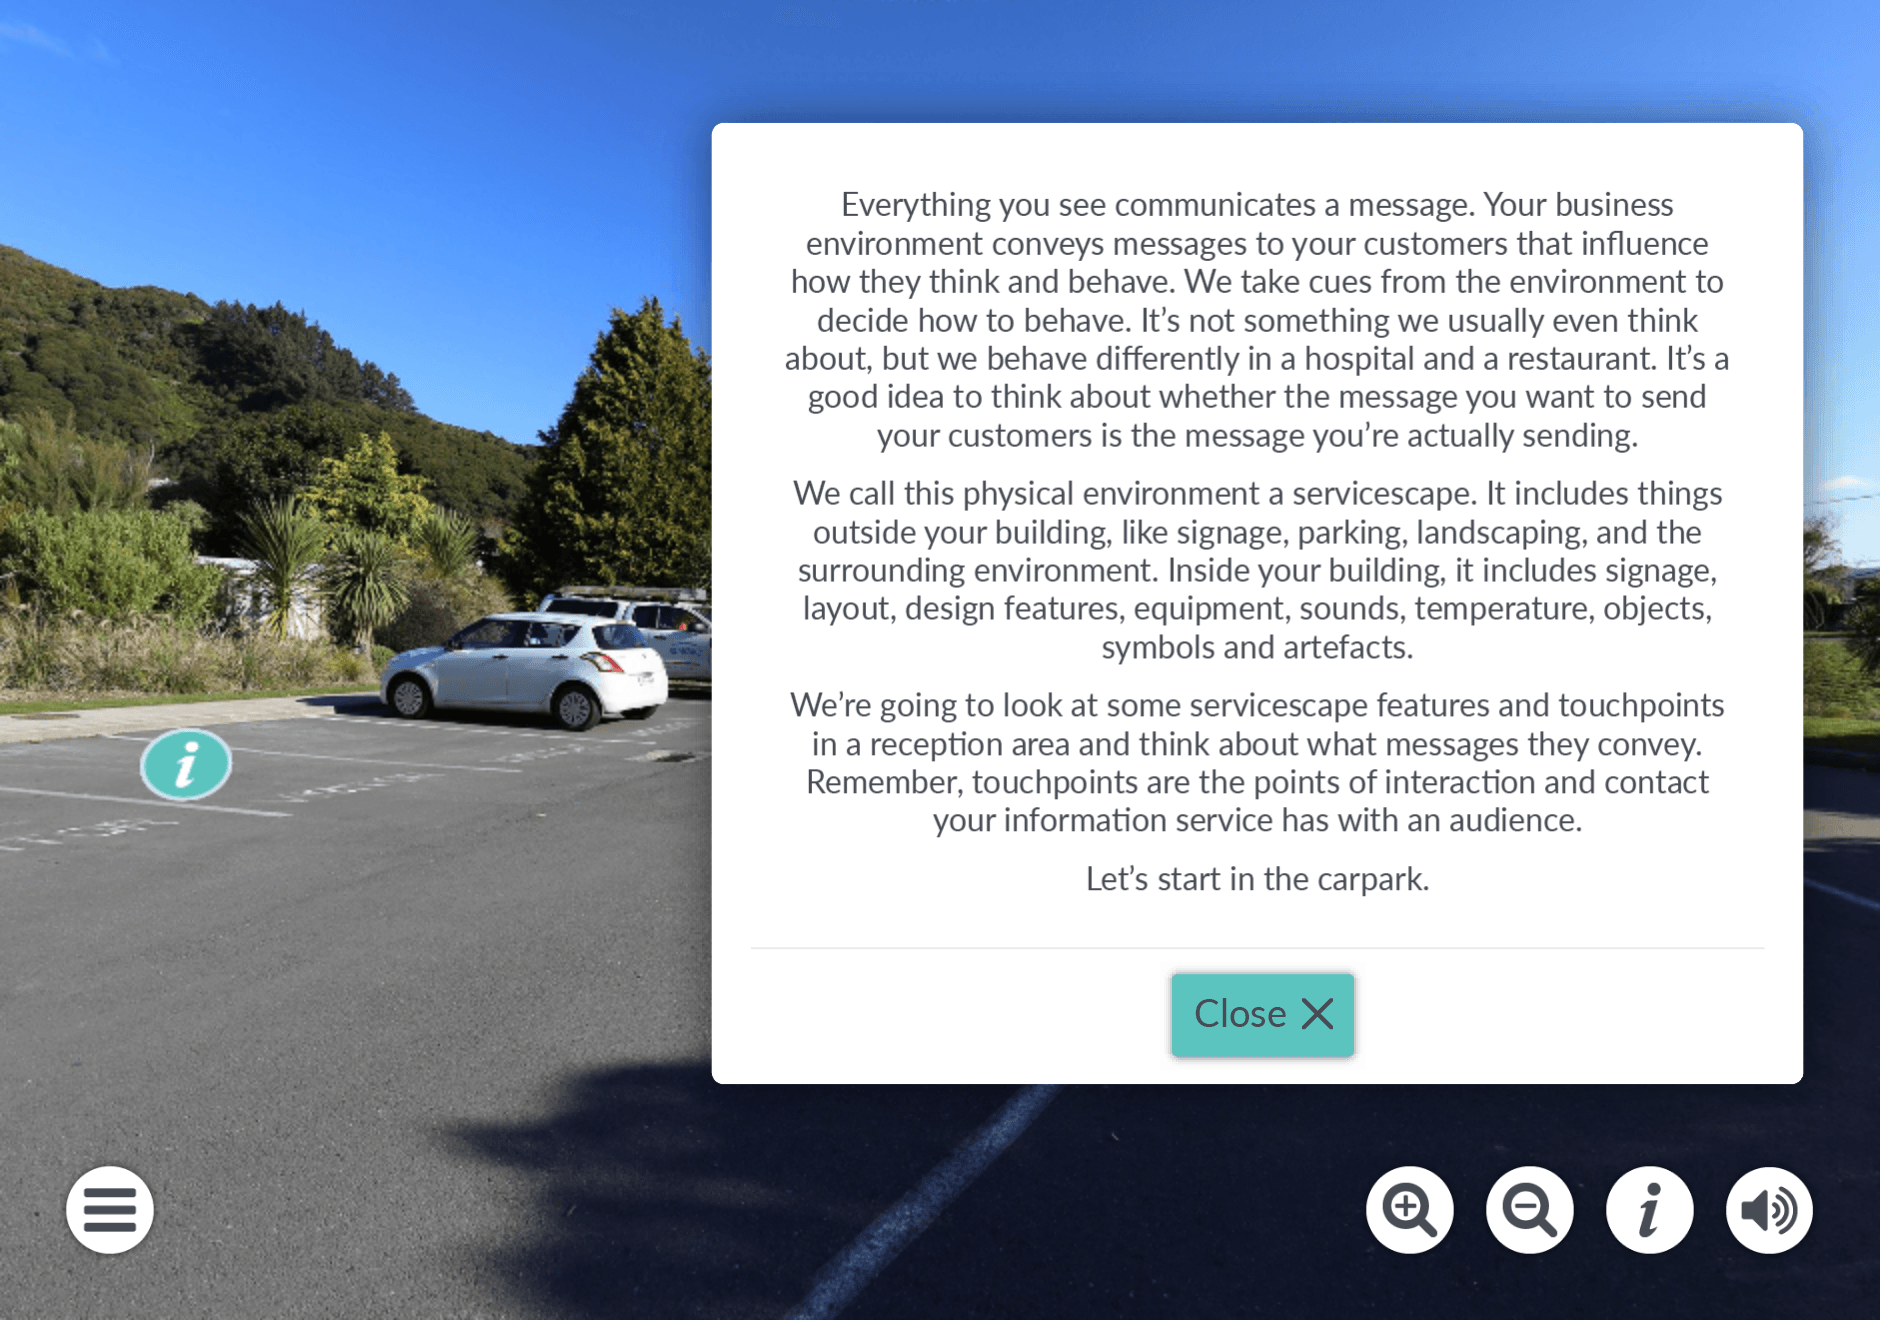 Everything you see communicates a message. Your business
environment conveys messages to your customers that influence
how they think and behave. We take cues from the environment to
decide how to behave. It’s not something we usually even think
about, but we behave differently in a hospital and a restaurant. It’s a
good idea to think about whether the message you want to send
your customers is the message you’re actually sending.
We call this physical environment a servicescape. It includes things
outside your building, like signage, parking, landscaping, and the
surrounding environment. Inside your building, it includes signage,
layout, design features, equipment, sounds, temperature, objects,
symbols and artefacts.
We’re going to look at some servicescape features and touchpoints
in a reception area and think about what messages they convey.
Remember, touchpoints are the points of interaction and contact
your information service has with an audience.
Let’s start in the carpark.
Close